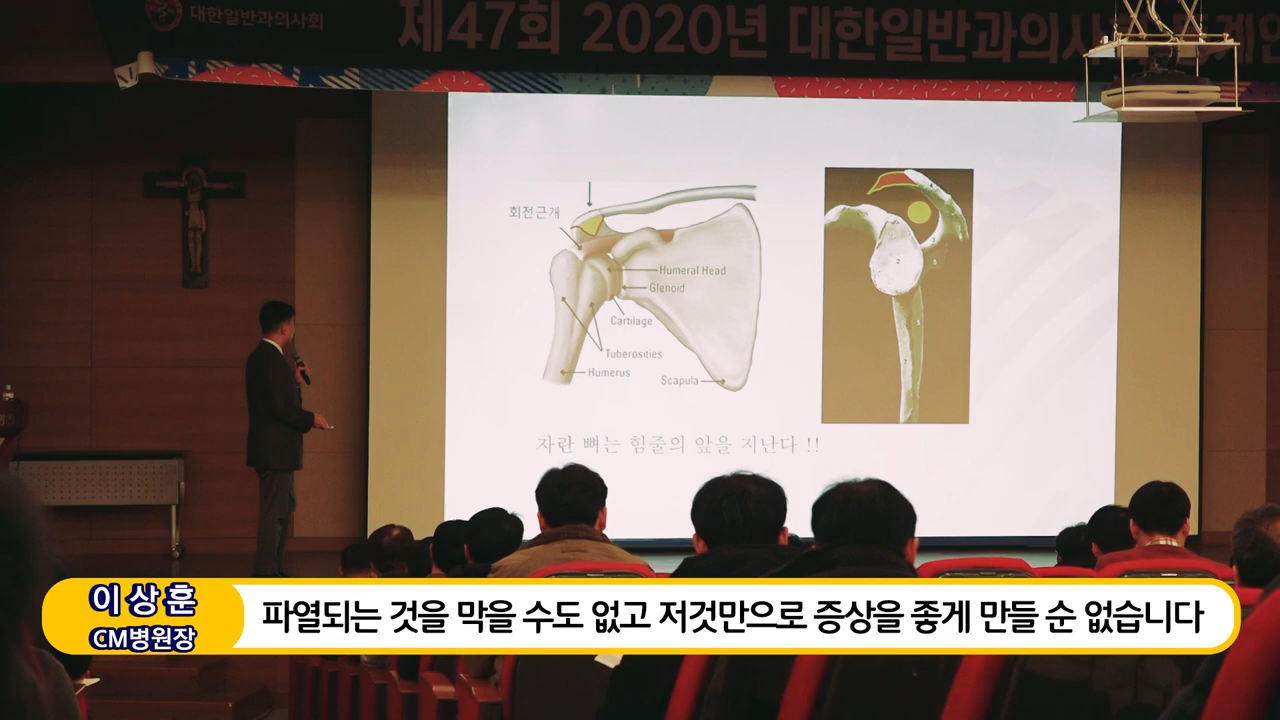 대한일반과의사회
제47회 2020년 대한일반과의사회
회전근개
Humeral Head
Glenoid
Cartilage
Tuberosities
Humerus
Scapula
자란 뼈는 힘줄의 앞을 지난다 !!
이상훈
CM병원장
파열되는 것을 막을 수도 없고 저것만으로 증상을 좋게 만들 순 없습니다